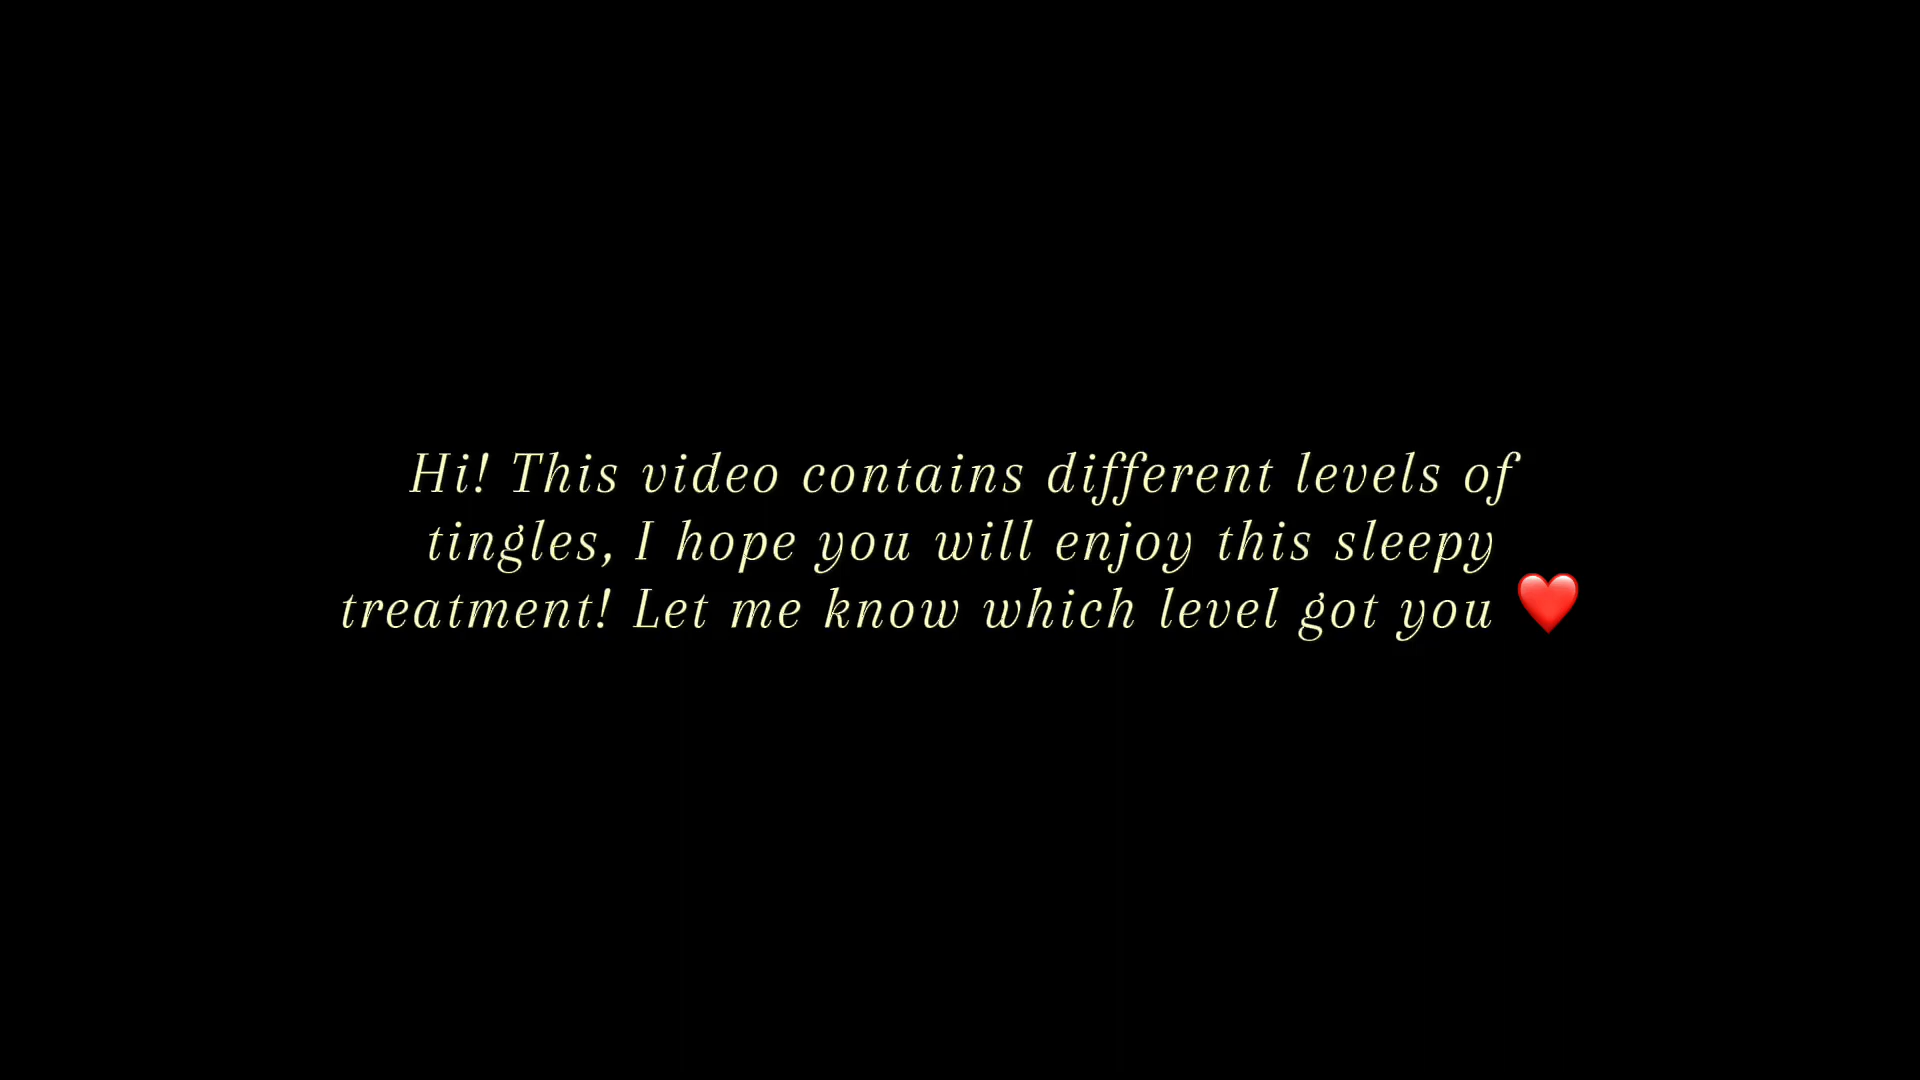 Hi! This video contains different levels of
tingles, I hope you will enjoy this sleepy
treatment! Let me know which level got you ❤️